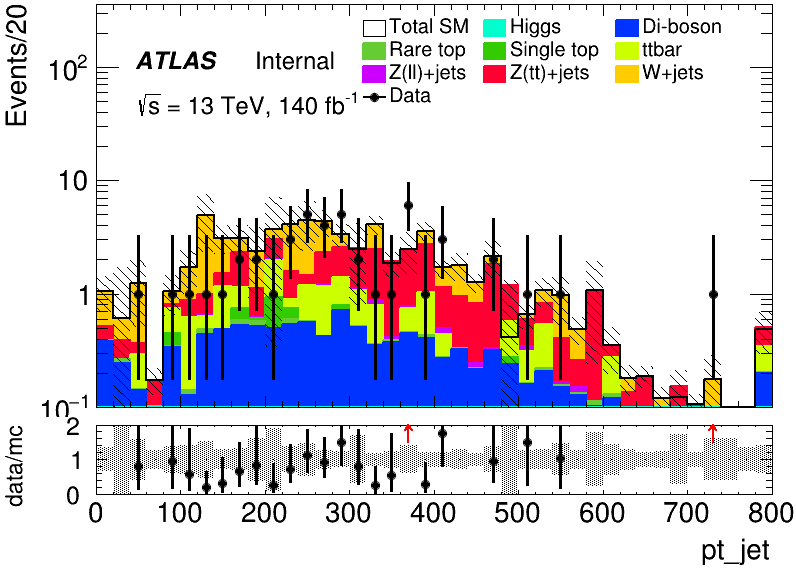 Events/20
10²
10
1
10⁻¹
ATLAS Internal
√s = 13 TeV, 140 fb⁻¹
Total SM Higgs Di-boson
Rare top Single top ttbar
Z(ll)+jets Z(tt)+jets W+jets
Data
data/mc
2
1
0
0 100 200 300 400 500 600 700 800
pt_jet